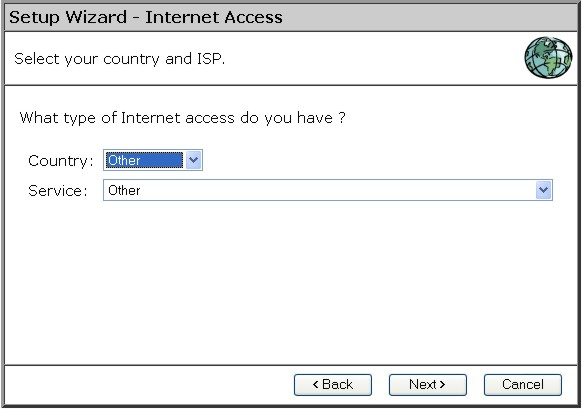 Setup Wizard - Internet Access
Select your country and ISP.
What type of Internet access do you have ?
Country: Other
Service: Other
< Back Next > Cancel